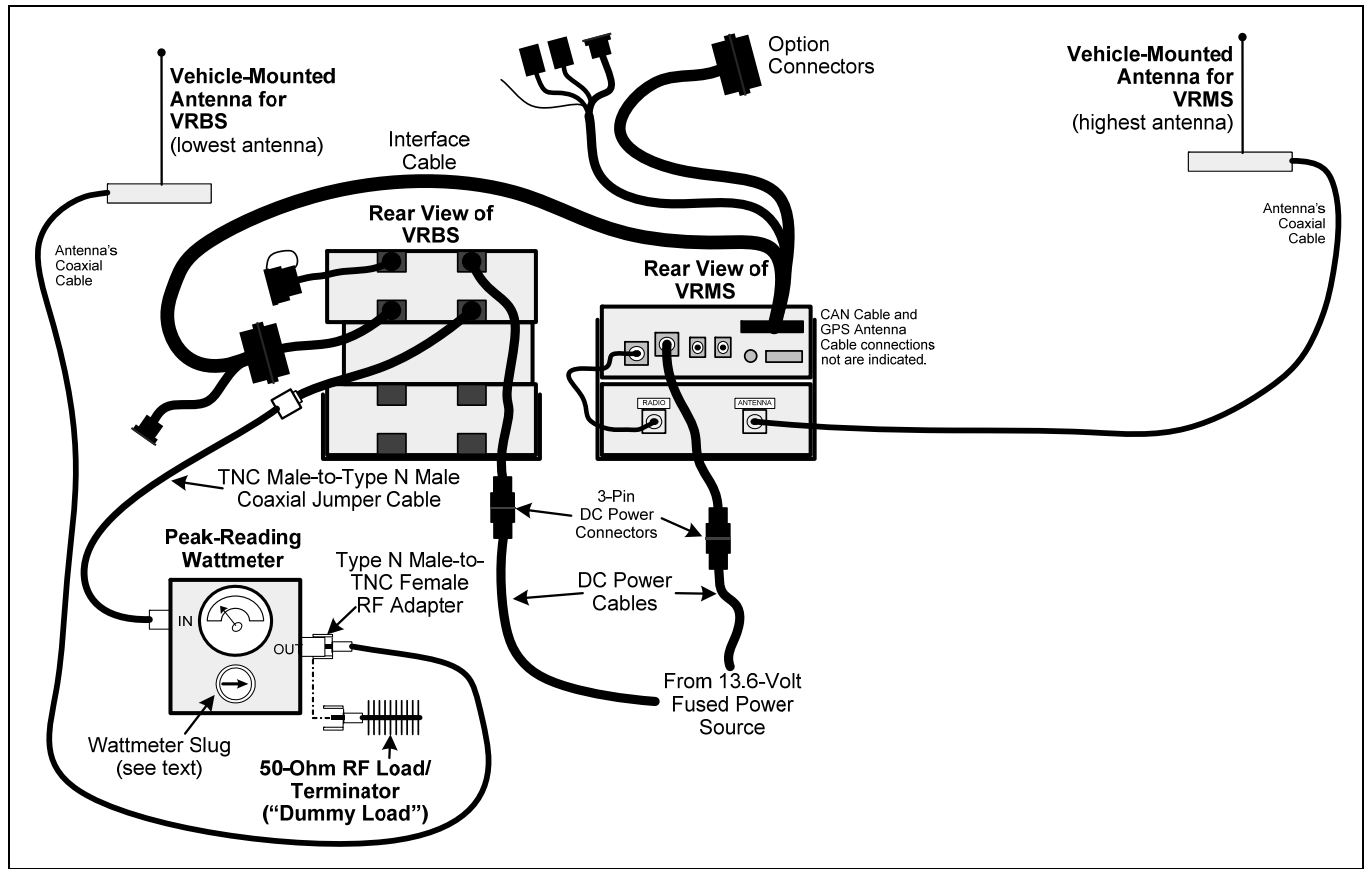 Option
Connectors
Vehicle-Mounted
Antenna for
VRBS
(lowest antenna)
Vehicle-Mounted
Antenna for
VRMS
(highest antenna)
Interface
Cable
Antenna's
Coaxial
Cable
Antenna's
Coaxial
Cable
Rear View of
VRBS
Rear View of
VRMS
CAN Cable and
GPS Antenna
Cable connections
not are indicated.
RADIO
ANTENNA
TNC Male-to-Type N Male
Coaxial Jumper Cable
3-Pin
DC Power
Connectors
Peak-Reading
Wattmeter
Type N Male-to-
TNC Female
RF Adapter
DC Power
Cables
IN
OUT
From 13.6-Volt
Fused Power
Source
Wattmeter Slug
(see text)
50-Ohm RF Load/
Terminator
(“Dummy Load”)